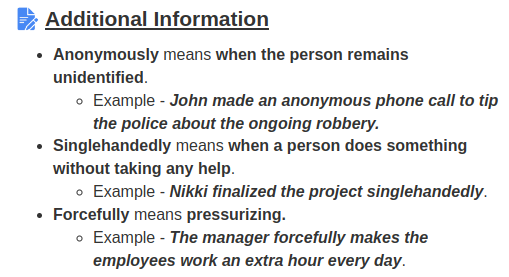 Additional Information
• Anonymously means when the person remains
unidentified.
◦ Example - John made an anonymous phone call to tip
the police about the ongoing robbery.
• Singlehandedly means when a person does something
without taking any help.
◦ Example - Nikki finalized the project singlehandedly.
• Forcefully means pressurizing.
◦ Example - The manager forcefully makes the
employees work an extra hour every day.